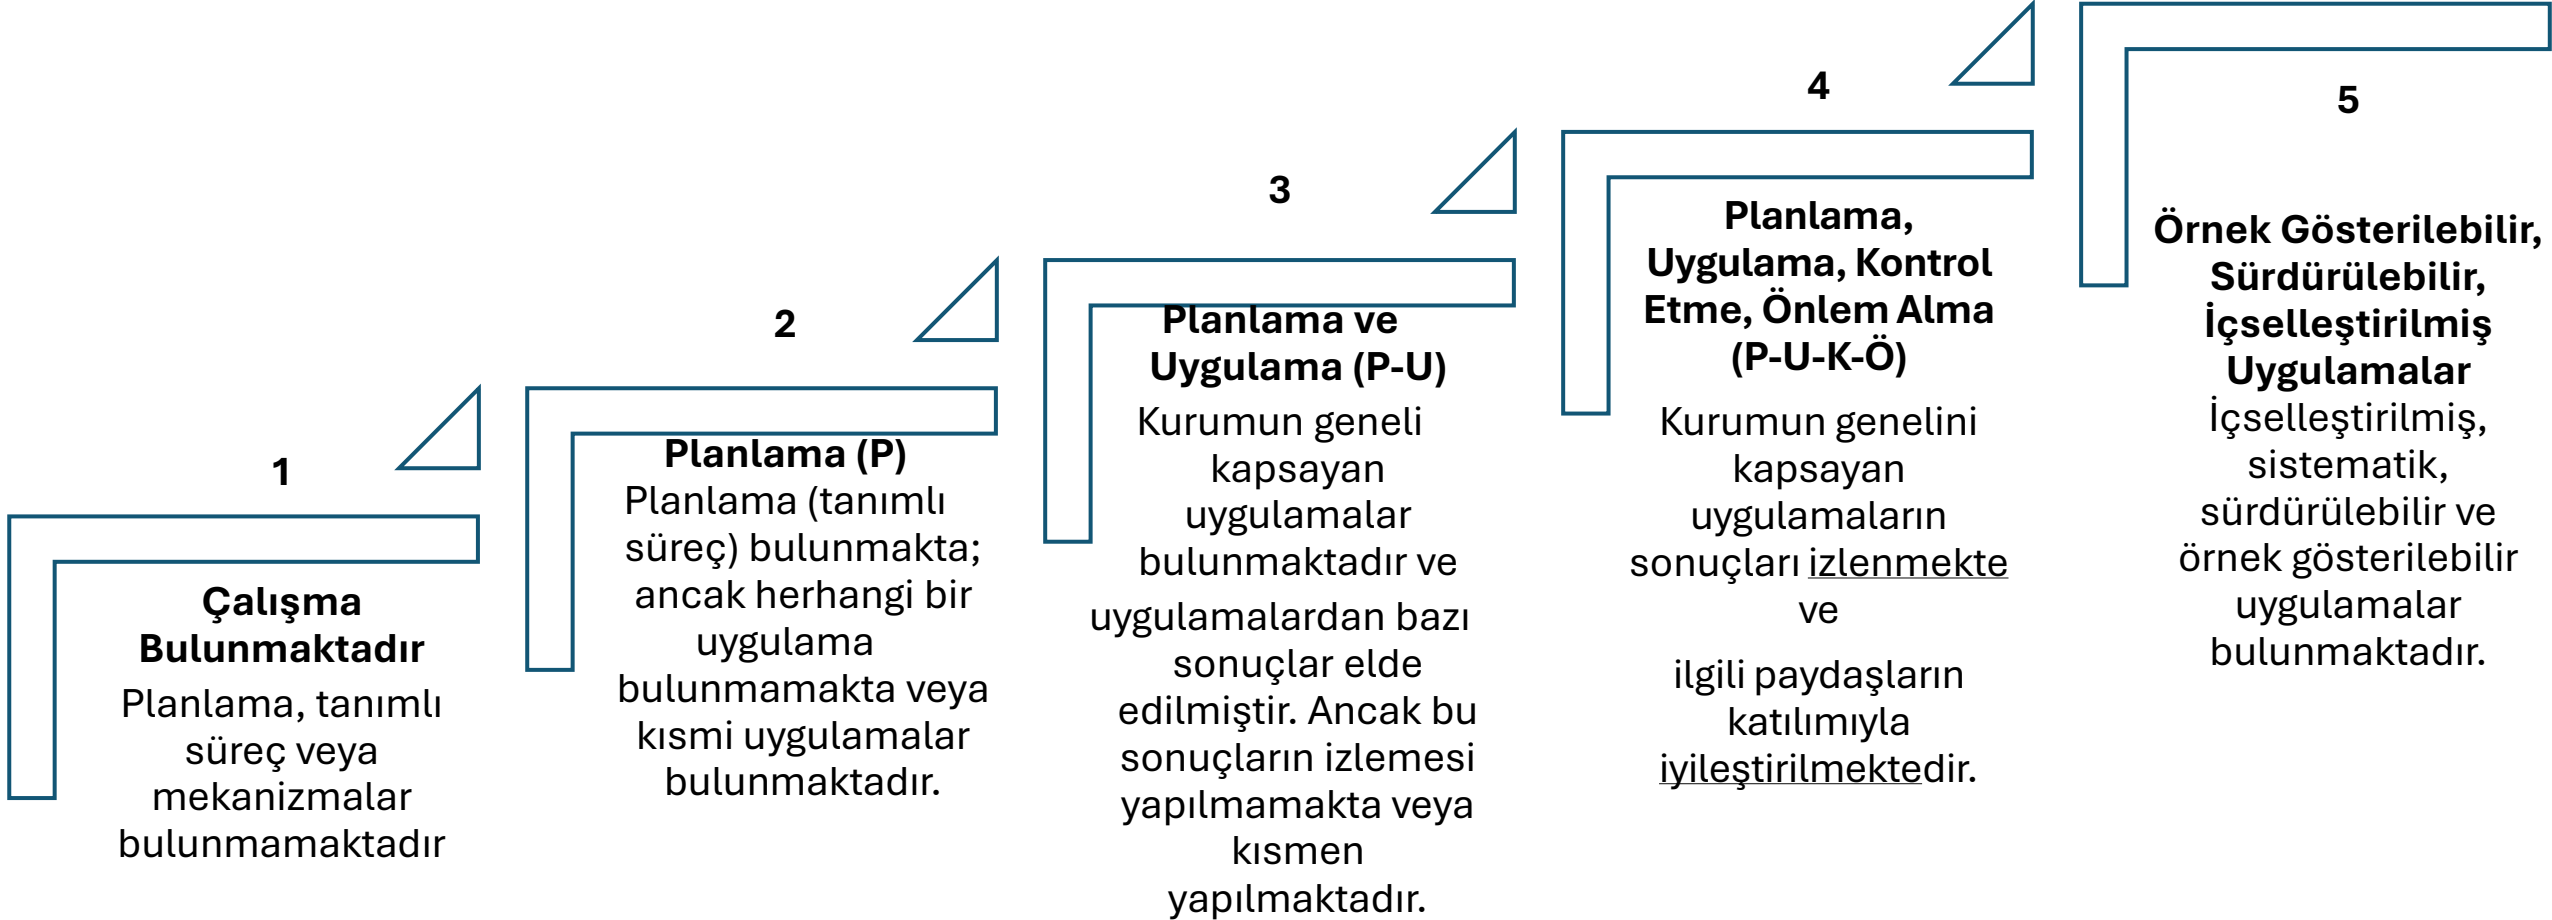 1
Çalışma
Bulunmaktadır
Planlama, tanımlı
süreç veya
mekanizmalar
bulunmamaktadır
2
Planlama (P)
Planlama (tanımlı
süreç) bulunmakta;
ancak herhangi bir
uygulama
bulunmamakta veya
kısmi uygulamalar
bulunmaktadır.
3
Planlama ve
Uygulama (P-U)
Kurumun geneli
kapsayan
uygulamalar
bulunmaktadır ve
uygulamalardan bazı
sonuçlar elde
edilmiştir. Ancak bu
sonuçların izlemesi
yapılmamakta veya
kısmen
yapılmaktadır.
4
Planlama,
Uygulama, Kontrol
Etme, Önlem Alma
(P-U-K-Ö)
Kurumun genelini
kapsayan
uygulamaların
sonuçları izlenmekte
ve
ilgili paydaşların
katılımıyla
iyileştirilmektedir.
5
Örnek Gösterilebilir,
Sürdürülebilir,
İçselleştirilmiş
Uygulamalar
İçselleştirilmiş,
sistematik,
sürdürülebilir ve
örnek gösterilebilir
uygulamalar
bulunmaktadır.